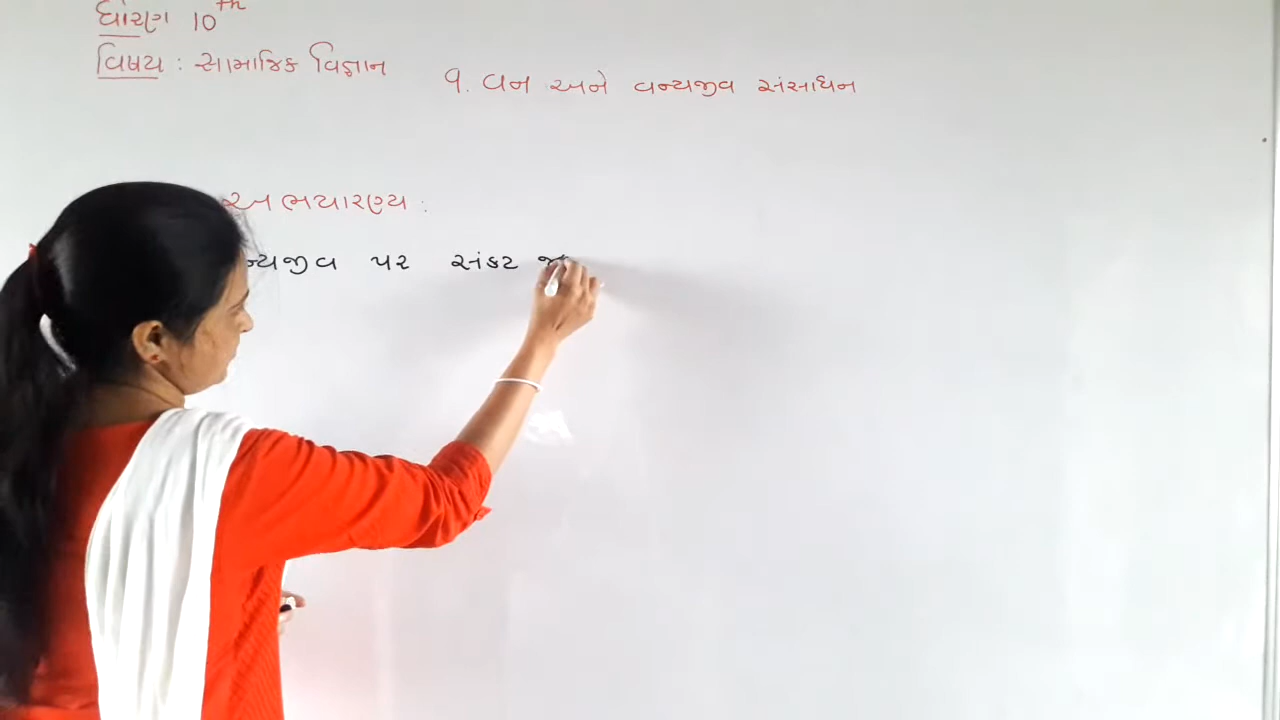 ધોરણ 10th
વિષય : સામાજિક વિજ્ઞાન
૧. વન અને વન્યજીવ સંસાધન
અભયારણ્ય :
ન્યજીવ પર સંકટ